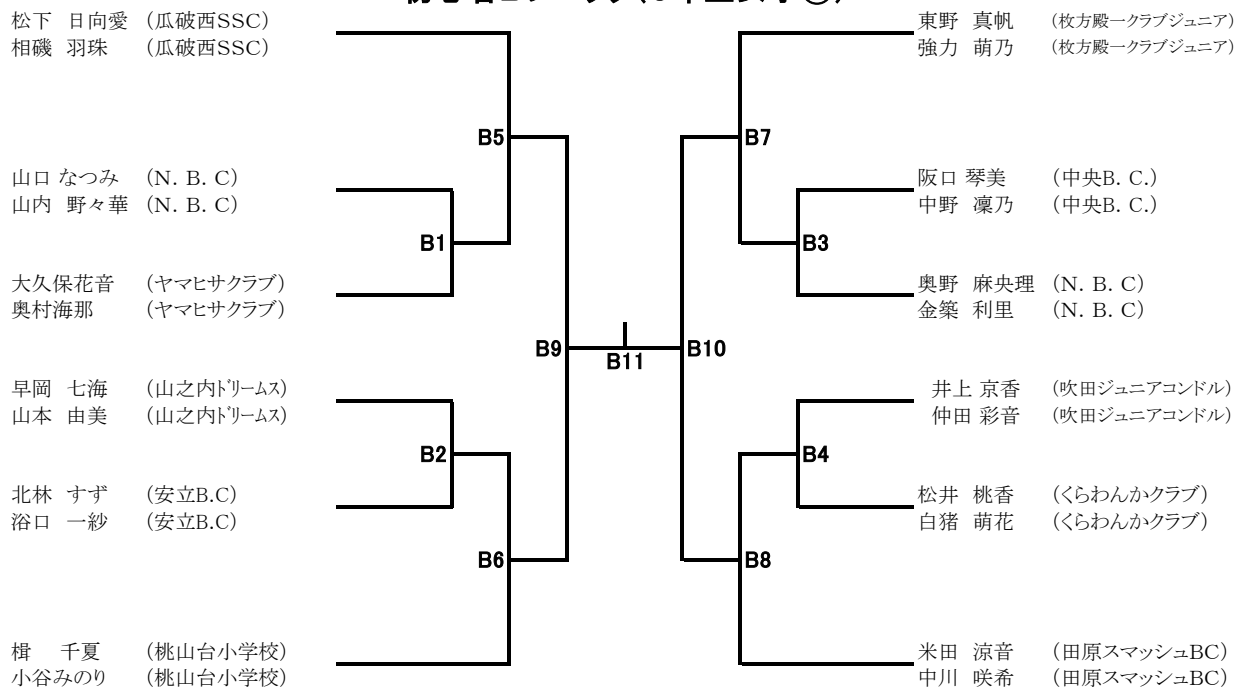 松下 日向愛 (瓜破西SSC)
相磯 羽珠 (瓜破西SSC)
B5
山口 なつみ (N. B. C)
山内 野々華 (N. B. C)
B1
大久保花音 (ヤマヒサクラブ)
奥村海那 (ヤマヒサクラブ)
B9
早岡 七海 (山之内ドリームス)
山本 由美 (山之内ドリームス)
B2
北林 すず (安立B.C)
浴口 一紗 (安立B.C)
B6
楫 千夏 (桃山台小学校)
小谷みのり (桃山台小学校)
B11
東野 真帆 (枚方殿一クラブジュニア)
強力 萌乃 (枚方殿一クラブジュニア)
B7
阪口 琴美 (中央B. C.)
中野 凜乃 (中央B. C.)
B3
奥野 麻央理 (N. B. C)
金築 利里 (N. B. C)
B10
井上 京香 (吹田ジュニアコンドル)
仲田 彩音 (吹田ジュニアコンドル)
B4
松井 桃香 (くらわんかクラブ)
白猪 萌花 (くらわんかクラブ)
B8
米田 涼音 (田原スマッシュBC)
中川 咲希 (田原スマッシュBC)